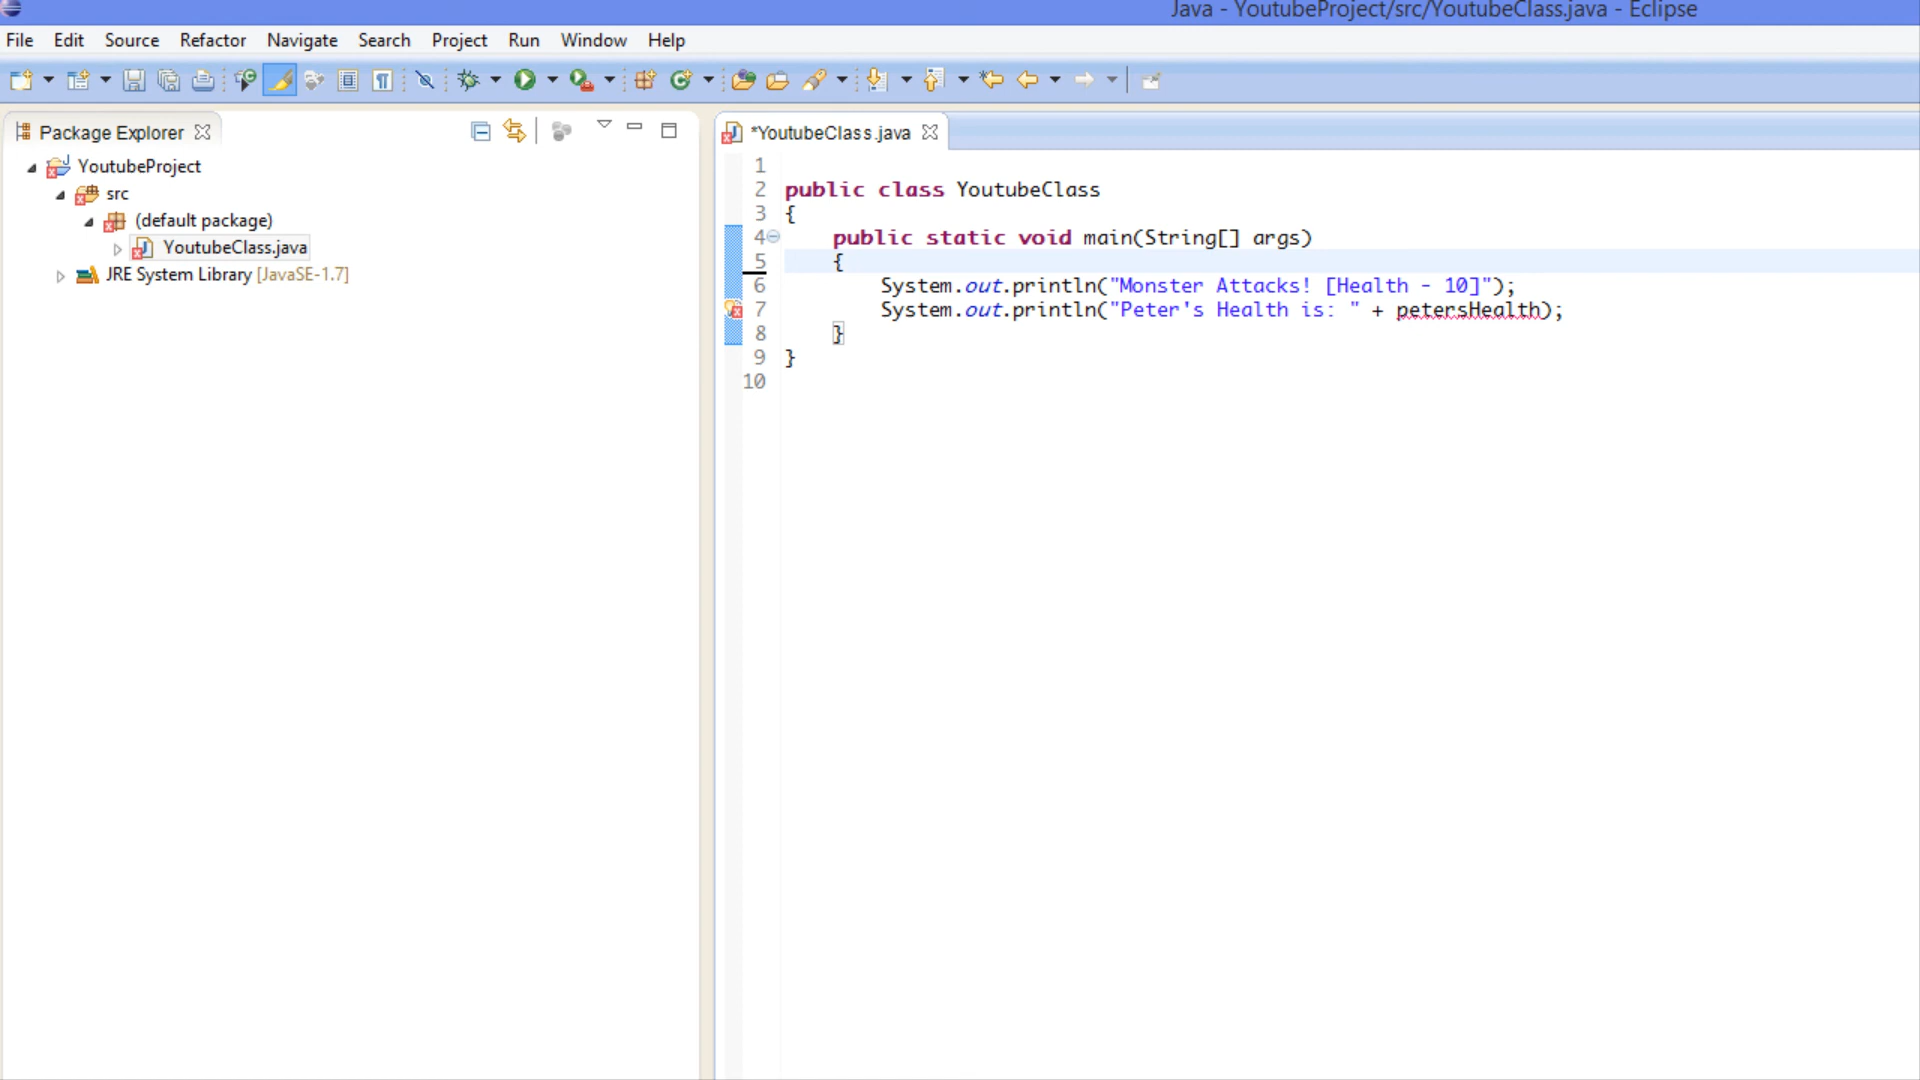 Java - YoutubeProject/src/YoutubeClass.java - Eclipse
File Edit Source Refactor Navigate Search Project Run Window Help
Package Explorer
YoutubeProject
src
(default package)
YoutubeClass.java
JRE System Library [JavaSE-1.7]
*YoutubeClass.java
1
2 public class YoutubeClass
3 {
4 public static void main(String[] args)
5 {
6 System.out.println("Monster Attacks! [Health - 10]");
7 System.out.println("Peter's Health is: " + petersHealth);
8 }
9 }
10